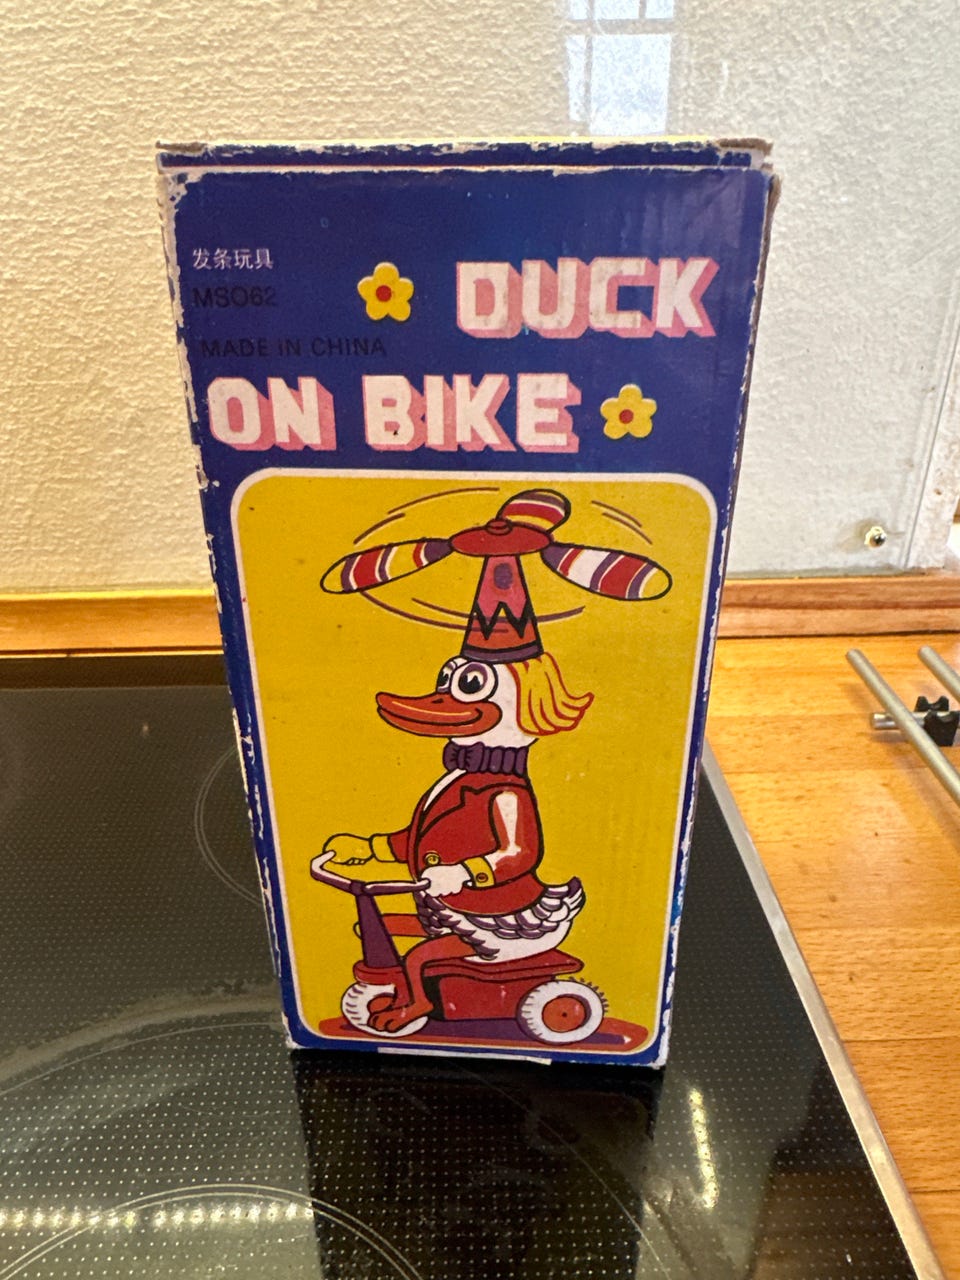 发条玩具
MS062
MADE IN CHINA
DUCK
ON BIKE